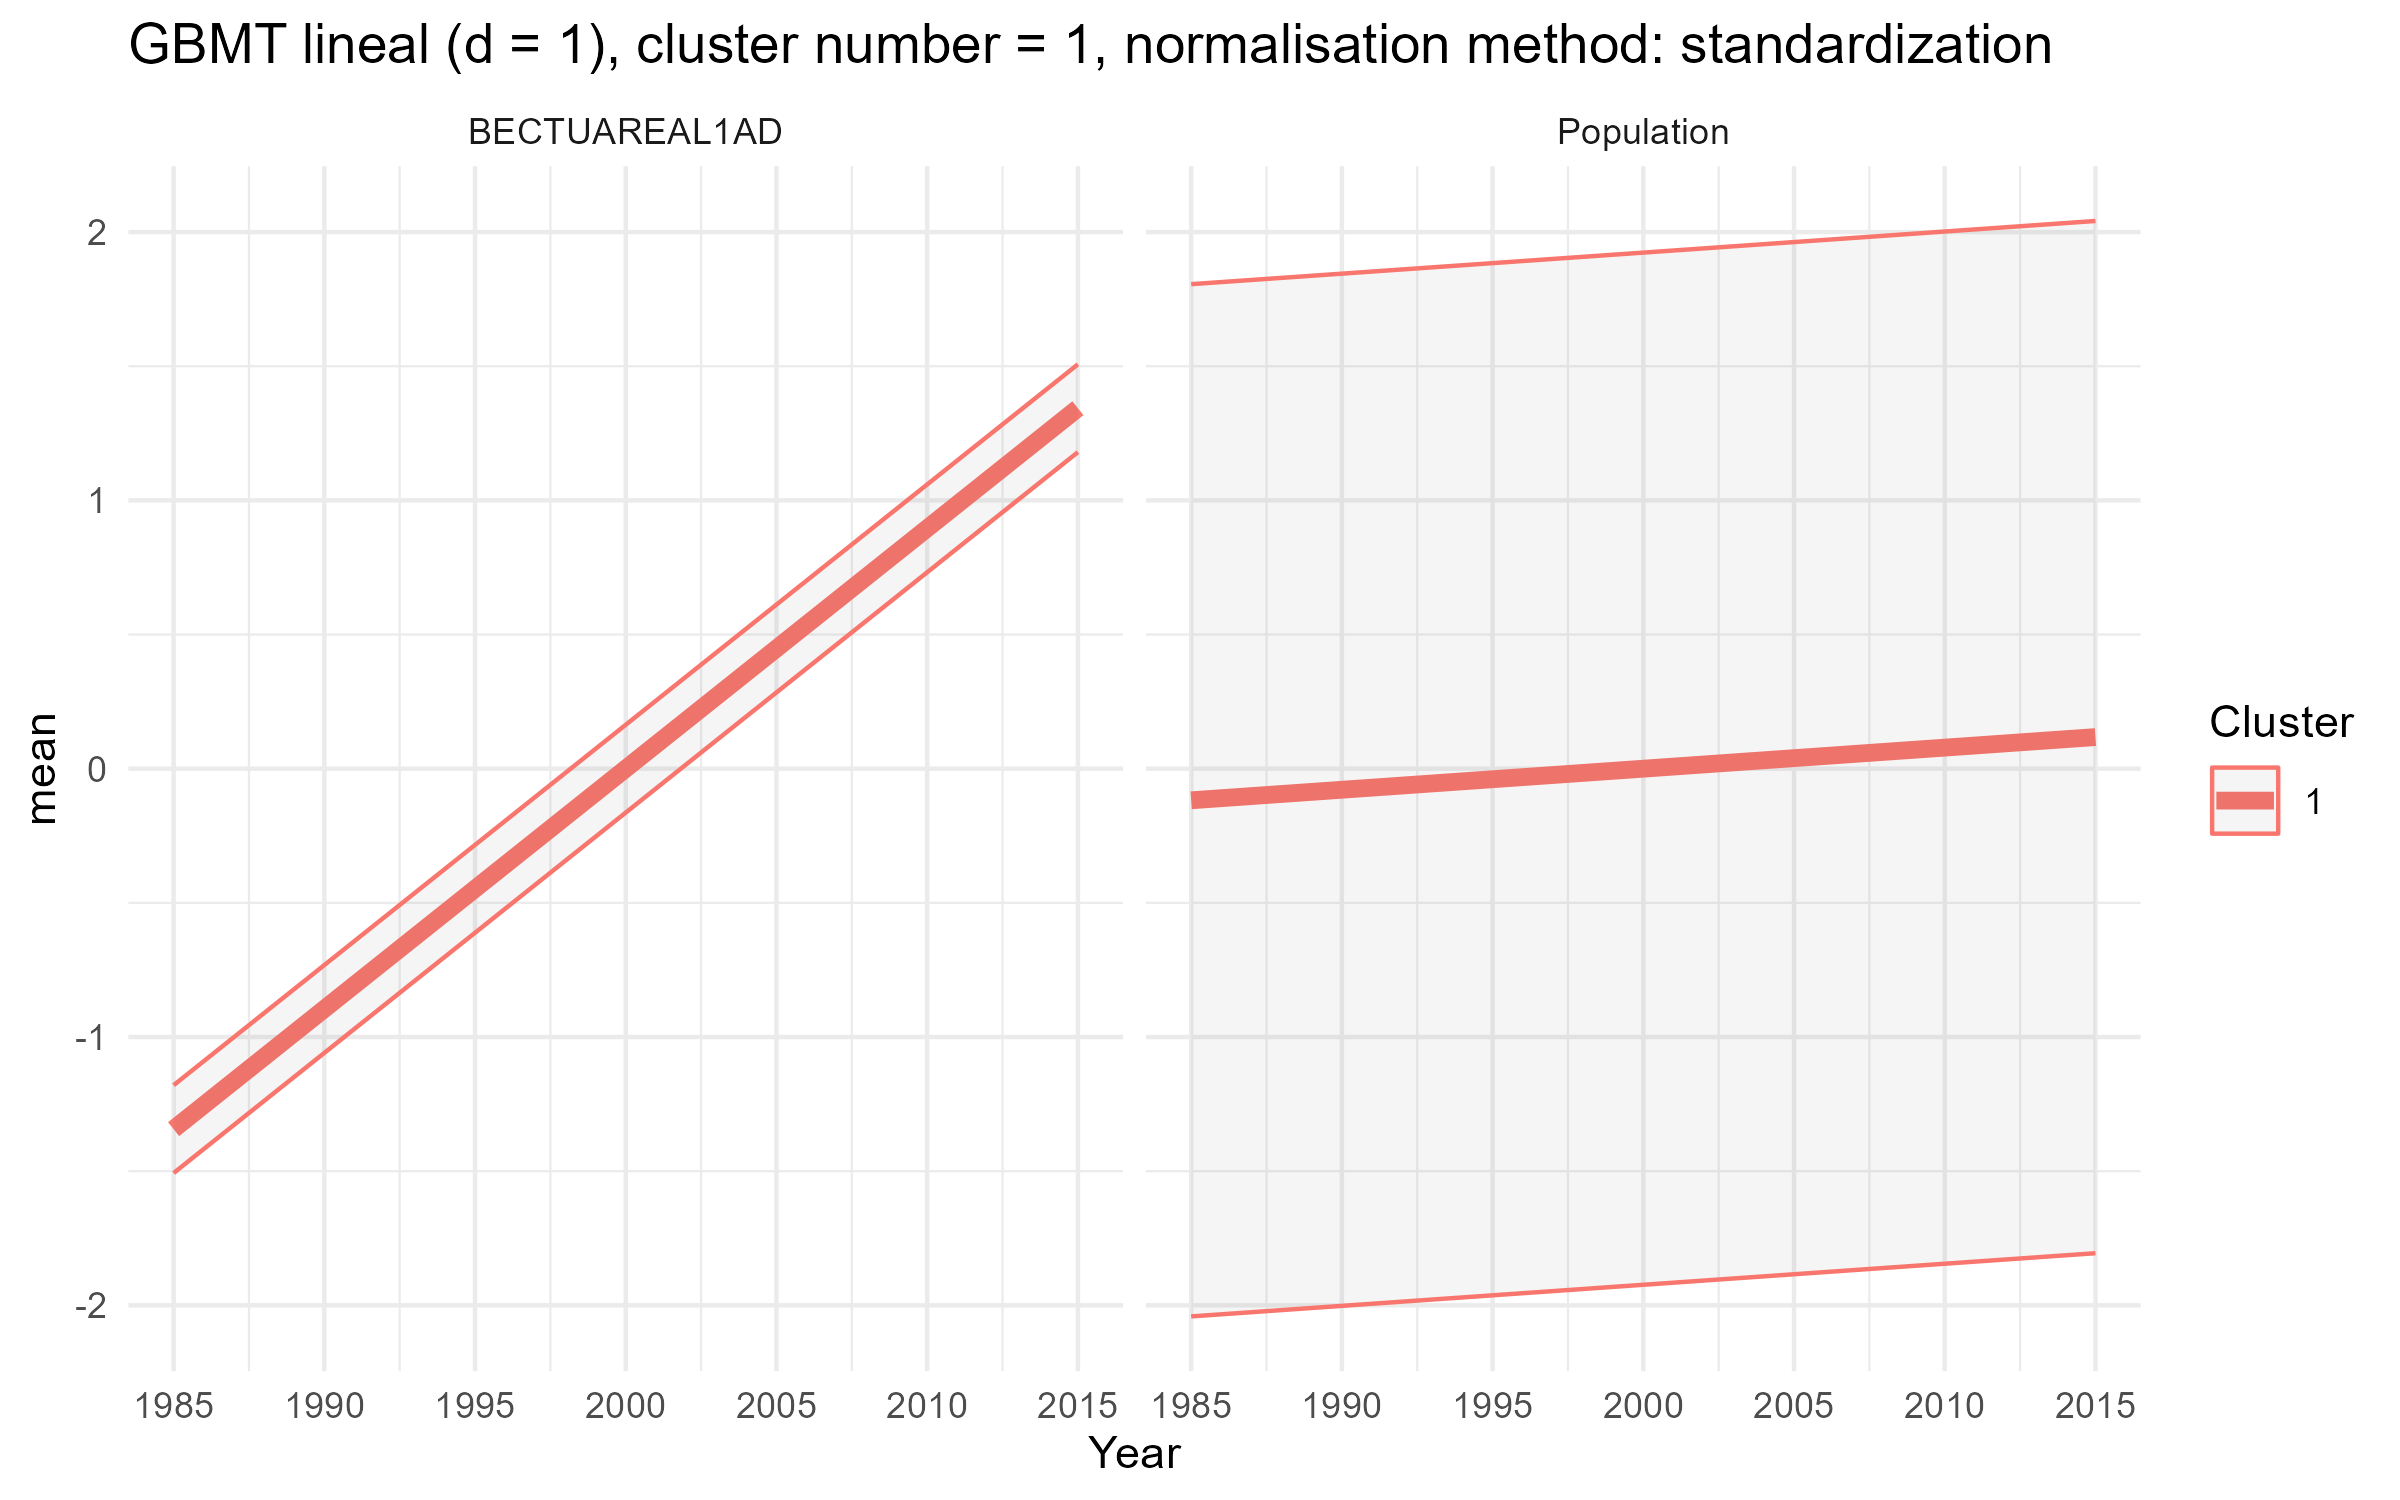 GBMT lineal (d = 1), cluster number = 1, normalisation method: standardization
BECTUAREAL1AD
Population
2
1
0
-1
-2
mean
1985 1990 1995 2000 2005 2010 2015
1985 1990 1995 2000 2005 2010 2015
Year
Cluster
1